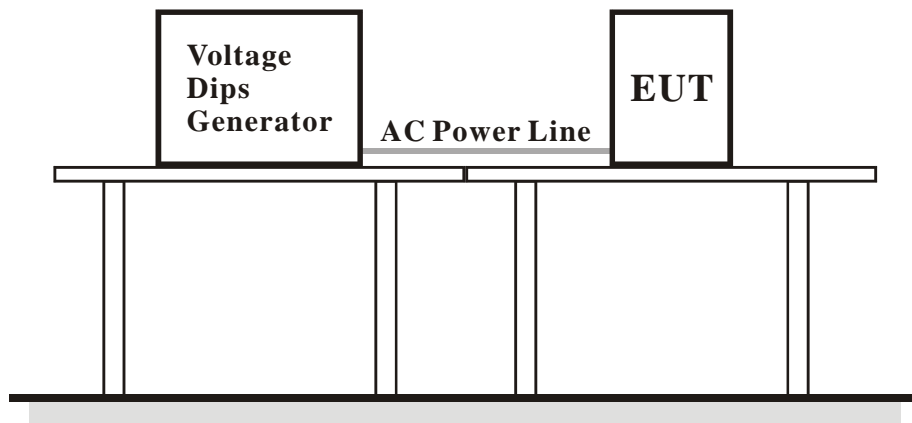 Voltage
Dips
Generator
AC Power Line
EUT